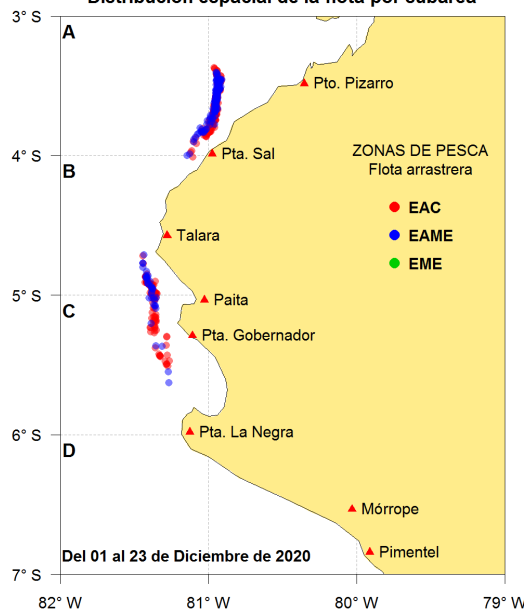 Distribución espacial de la flota por subárea
3° S
A
Pto. Pizarro
ZONAS DE PESCA
Flota arrastrera
4° S
Pta. Sal
B
EAC
Talara
EAME
EME
5° S
Paita
C
Pta. Gobernador
6° S
Pta. La Negra
D
Mórrope
Del 01 al 23 de Diciembre de 2020
Pimentel
7° S
82° W
81° W
80° W
79° W